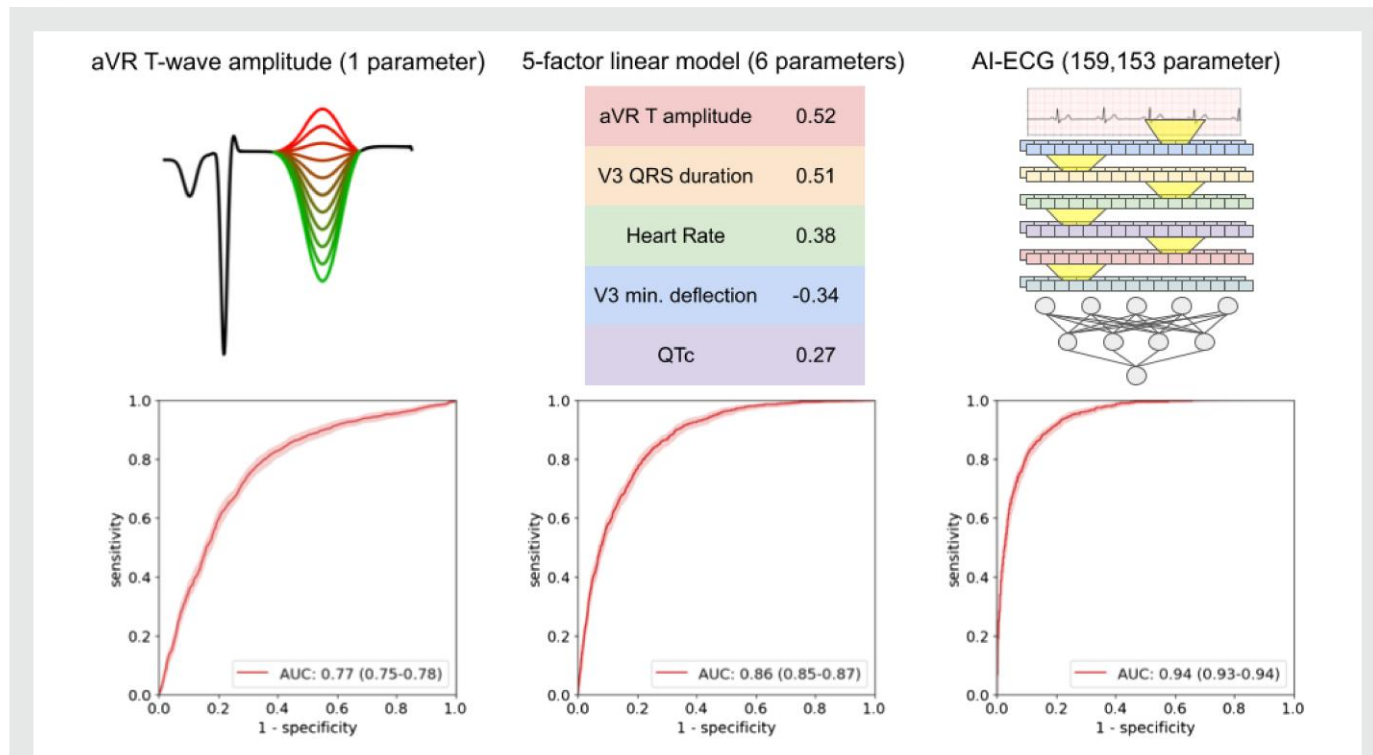 aVR T-wave amplitude (1 parameter)
5-factor linear model (6 parameters)
AI-ECG (159,153 parameter)
aVR T amplitude 0.52
V3 QRS duration 0.51
Heart Rate 0.38
V3 min. deflection -0.34
QTc 0.27
1.0
0.8
0.6
0.4
0.2
0.0
sensitivity
AUC: 0.77 (0.75-0.78)
0.0 0.2 0.4 0.6 0.8 1.0
1 - specificity
1.0
0.8
0.6
0.4
0.2
0.0
sensitivity
AUC: 0.86 (0.85-0.87)
0.0 0.2 0.4 0.6 0.8 1.0
1 - specificity
1.0
0.8
0.6
0.4
0.2
0.0
sensitivity
AUC: 0.94 (0.93-0.94)
0.0 0.2 0.4 0.6 0.8 1.0
1 - specificity